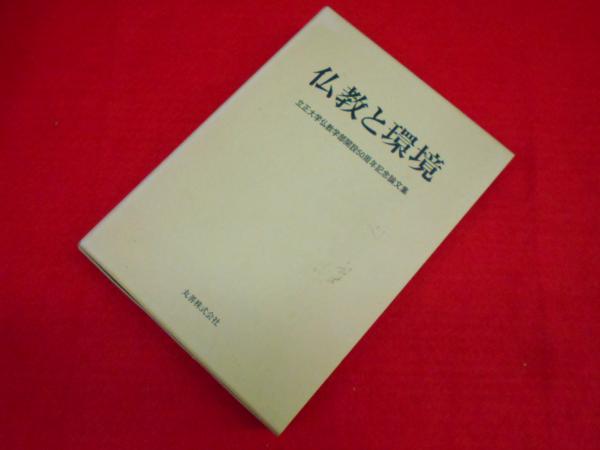 仏教と環境
立正大学仏教学部開設50周年記念論文集
丸善株式会社